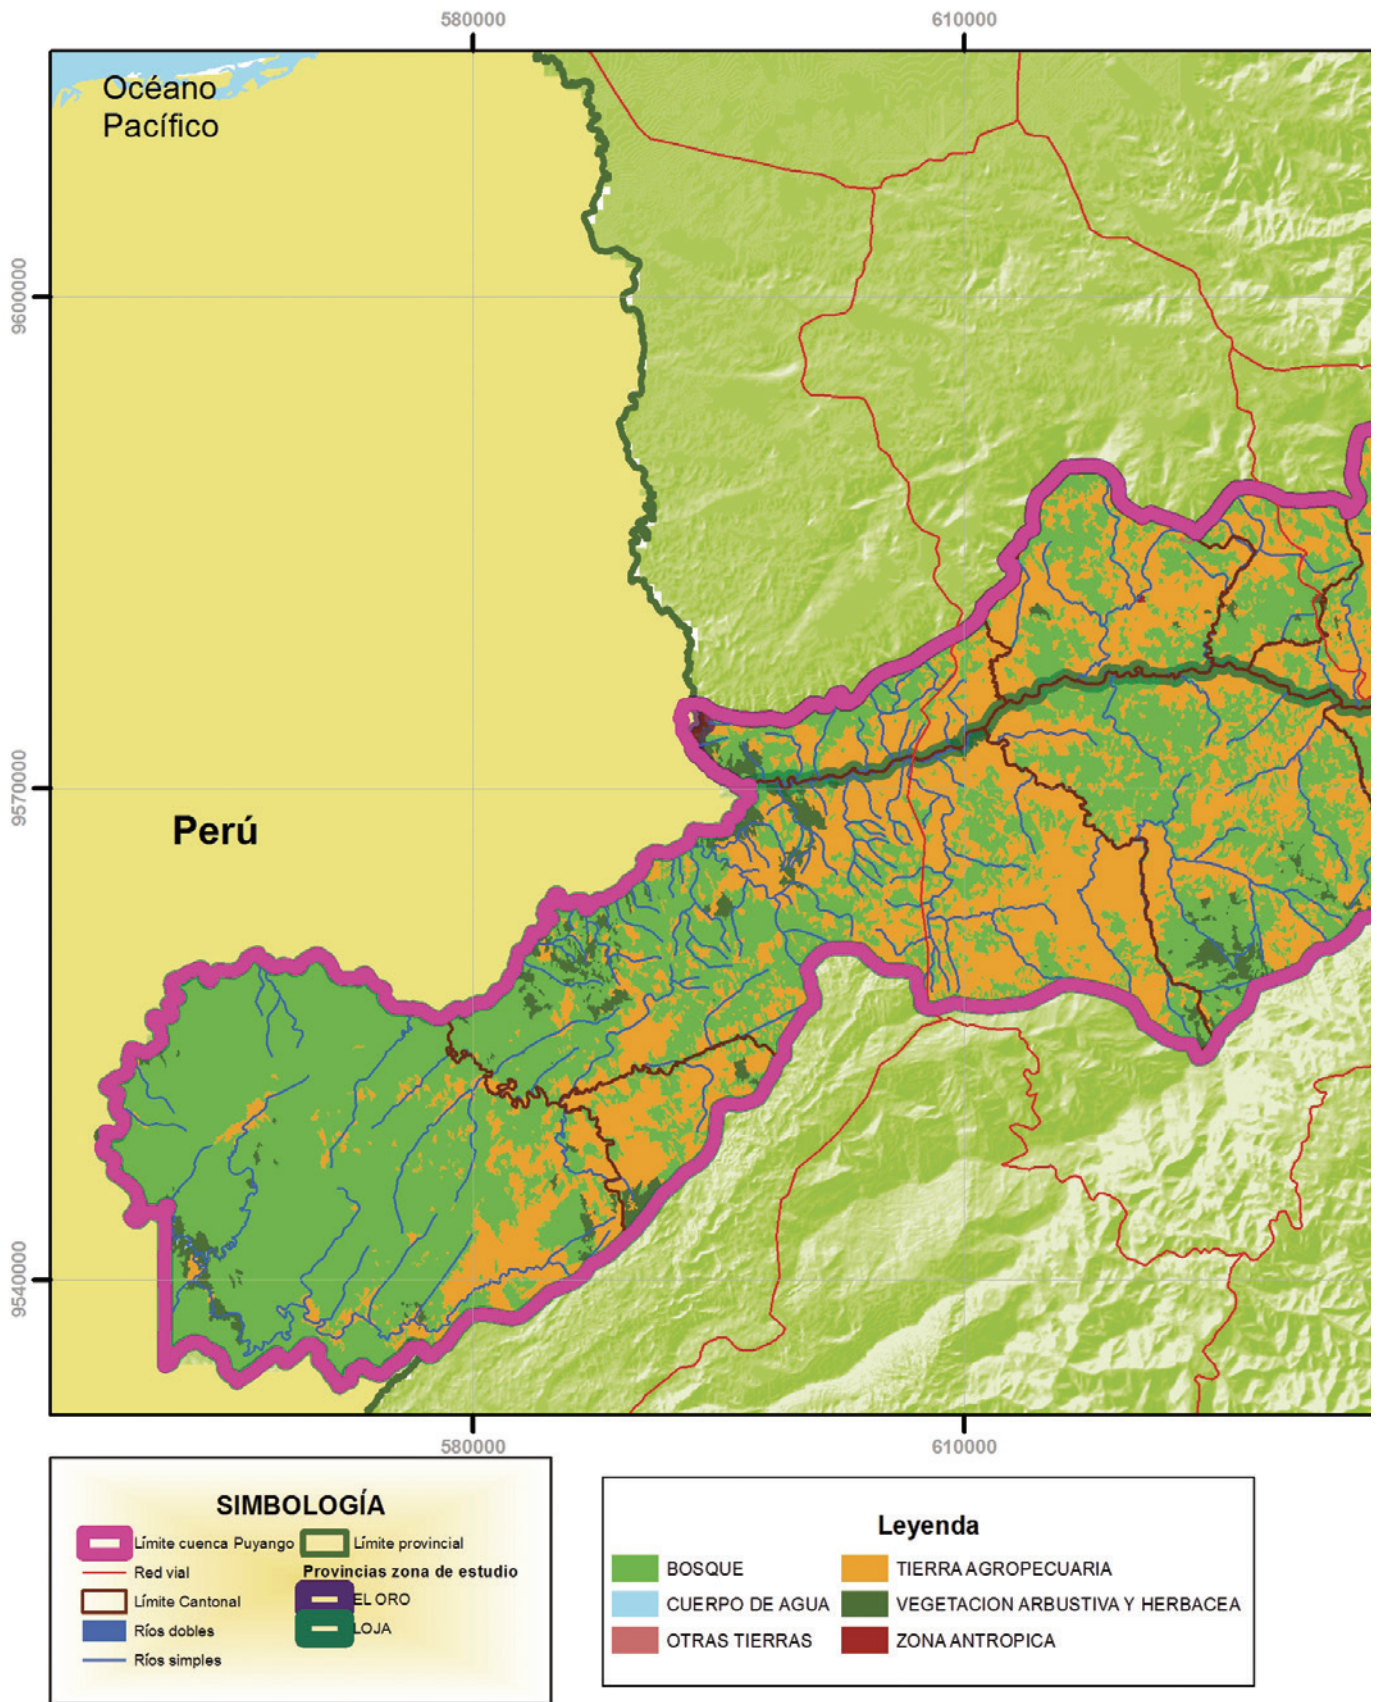 580000
610000
Océano
Pacífico
9600000
9570000
Perú
9540000
580000
610000
SIMBOLOGÍA
Límite cuenca Puyango
Límite provincial
Red vial
Provincias zona de estudio
Límite Cantonal
EL ORO
Ríos dobles
LOJA
Ríos simples
Leyenda
BOSQUE
TIERRA AGROPECUARIA
CUERPO DE AGUA
VEGETACION ARBUSTIVA Y HERBACEA
OTRAS TIERRAS
ZONA ANTROPICA